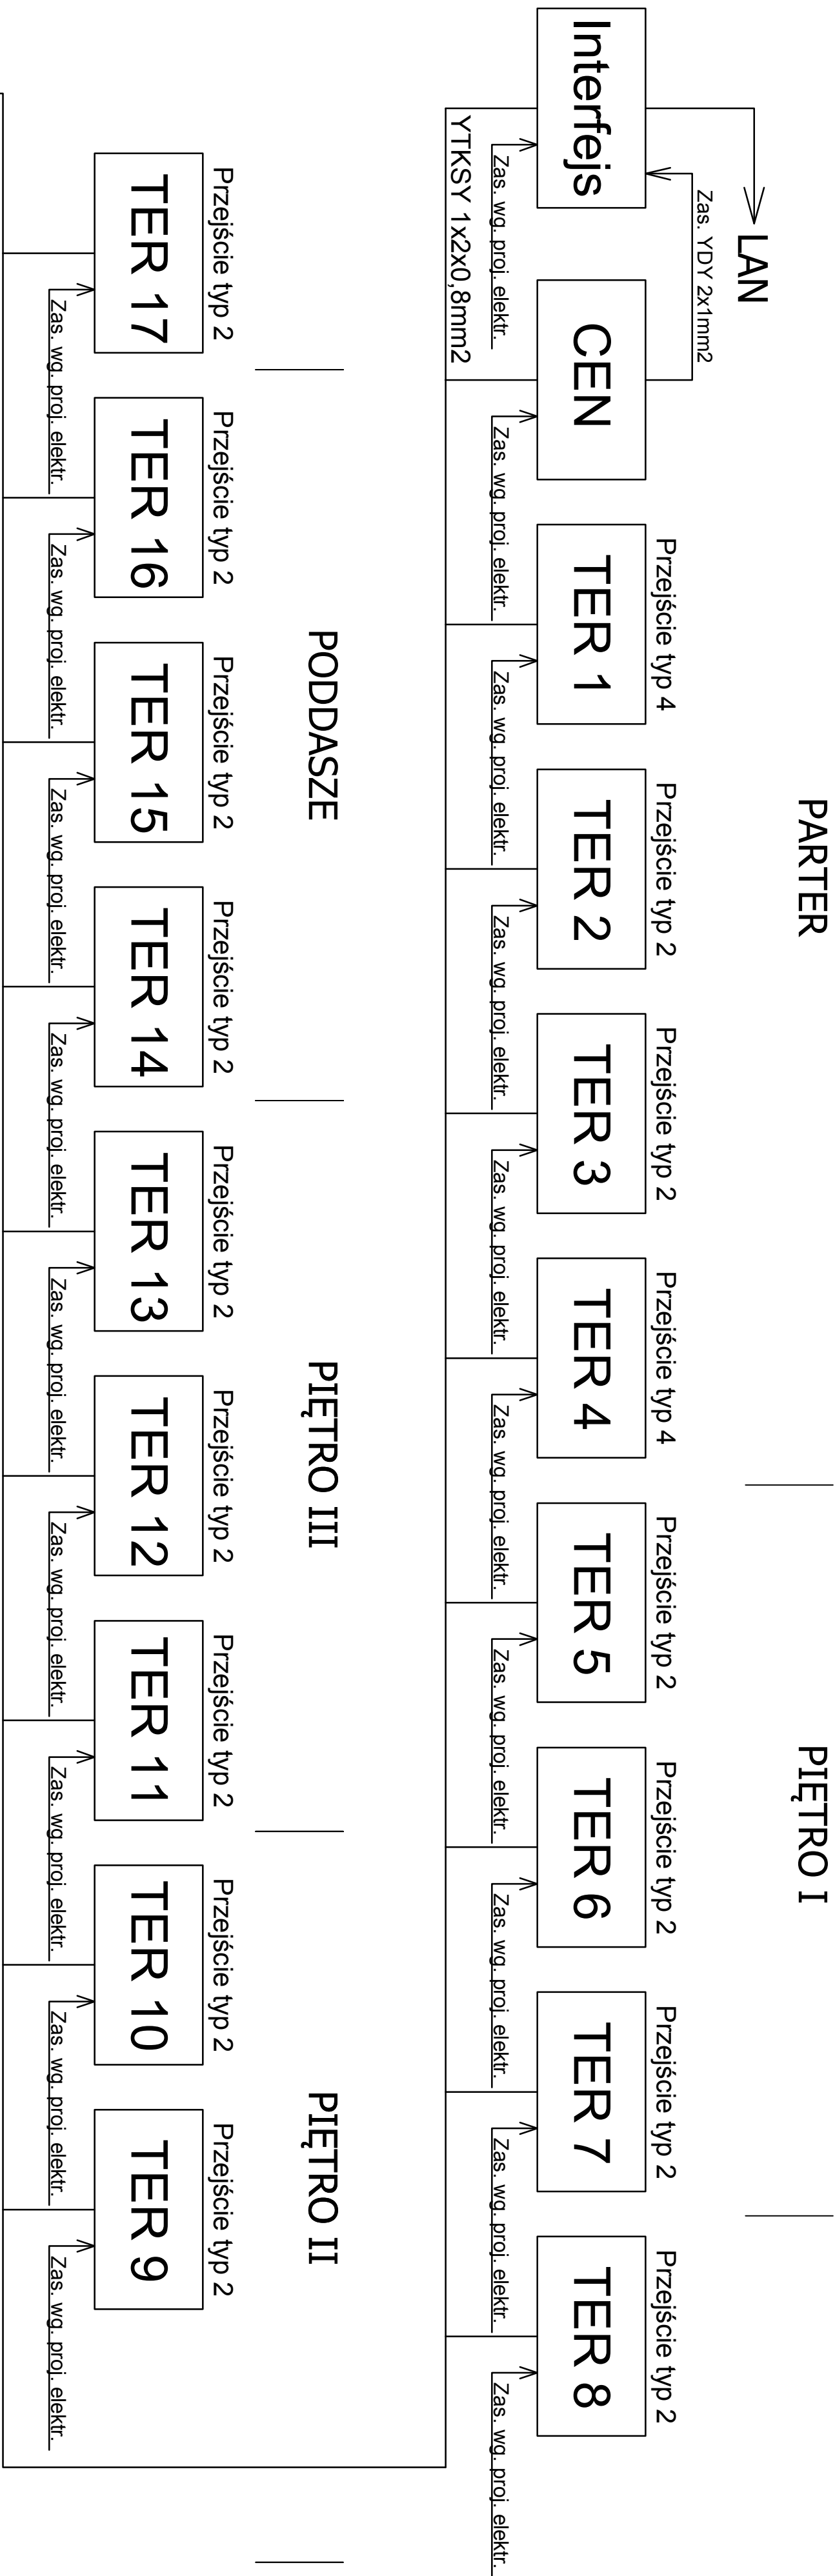 PARTER
PIĘTRO I
LAN
Zas. YDY 2x1mm2
Przejście typ 4
Przejście typ 2
Przejście typ 2
Przejście typ 4
Przejście typ 2
Przejście typ 2
Przejście typ 2
Przejście typ 2
Interfejs
CEN
TER 1
TER 2
TER 3
TER 4
TER 5
TER 6
TER 7
TER 8
Zas. wg. proj. elektr.
Zas. wg. proj. elektr.
Zas. wg. proj. elektr.
Zas. wg. proj. elektr.
Zas. wg. proj. elektr.
Zas. wg. proj. elektr.
Zas. wg. proj. elektr.
Zas. wg. proj. elektr.
Zas. wg. proj. elektr.
Zas. wg. proj. elektr.
YTKSY 1x2x0,8mm2
PODDASZE
PIĘTRO III
PIĘTRO II
Przejście typ 2
Przejście typ 2
Przejście typ 2
Przejście typ 2
Przejście typ 2
Przejście typ 2
Przejście typ 2
Przejście typ 2
Przejście typ 2
TER 17
TER 16
TER 15
TER 14
TER 13
TER 12
TER 11
TER 10
TER 9
Zas. wg. proj. elektr.
Zas. wg. proj. elektr.
Zas. wg. proj. elektr.
Zas. wg. proj. elektr.
Zas. wg. proj. elektr.
Zas. wg. proj. elektr.
Zas. wg. proj. elektr.
Zas. wg. proj. elektr.
Zas. wg. proj. elektr.